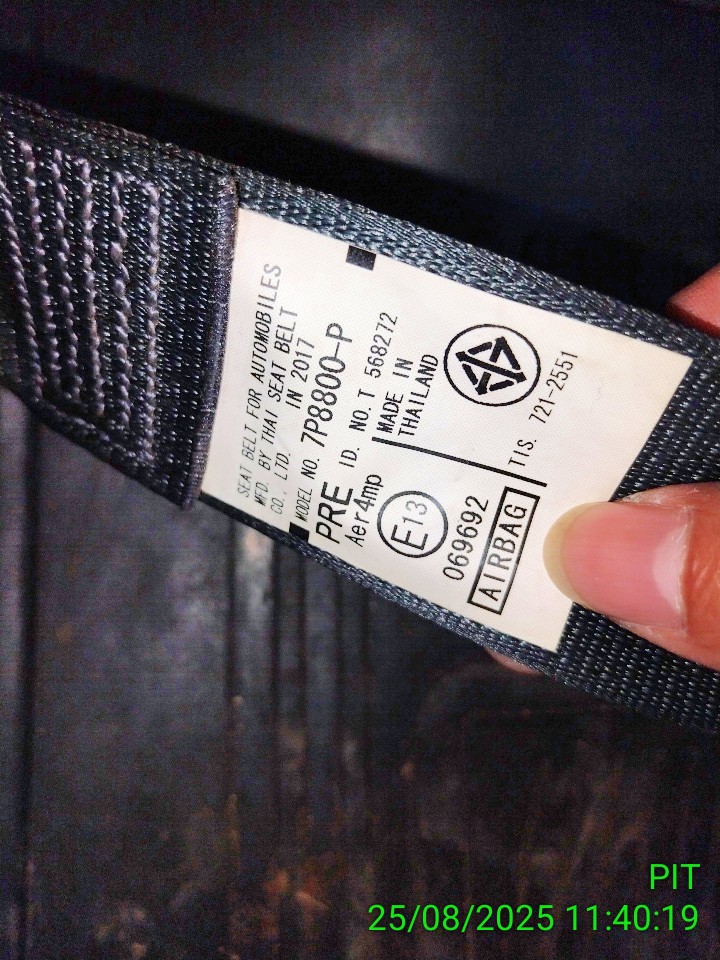 SEAT BELT FOR AUTOMOBILES
MFD. BY THAI SEAT BELT
CO., LTD. IN 2017
MODEL NO. 7P8800-P
PRE ID. NO.T 568272
Aer4mp
MADE IN
THAILAND
E13
069692
AIRBAG
TIS. 721-2551
PIT
25/08/2025 11:40:19